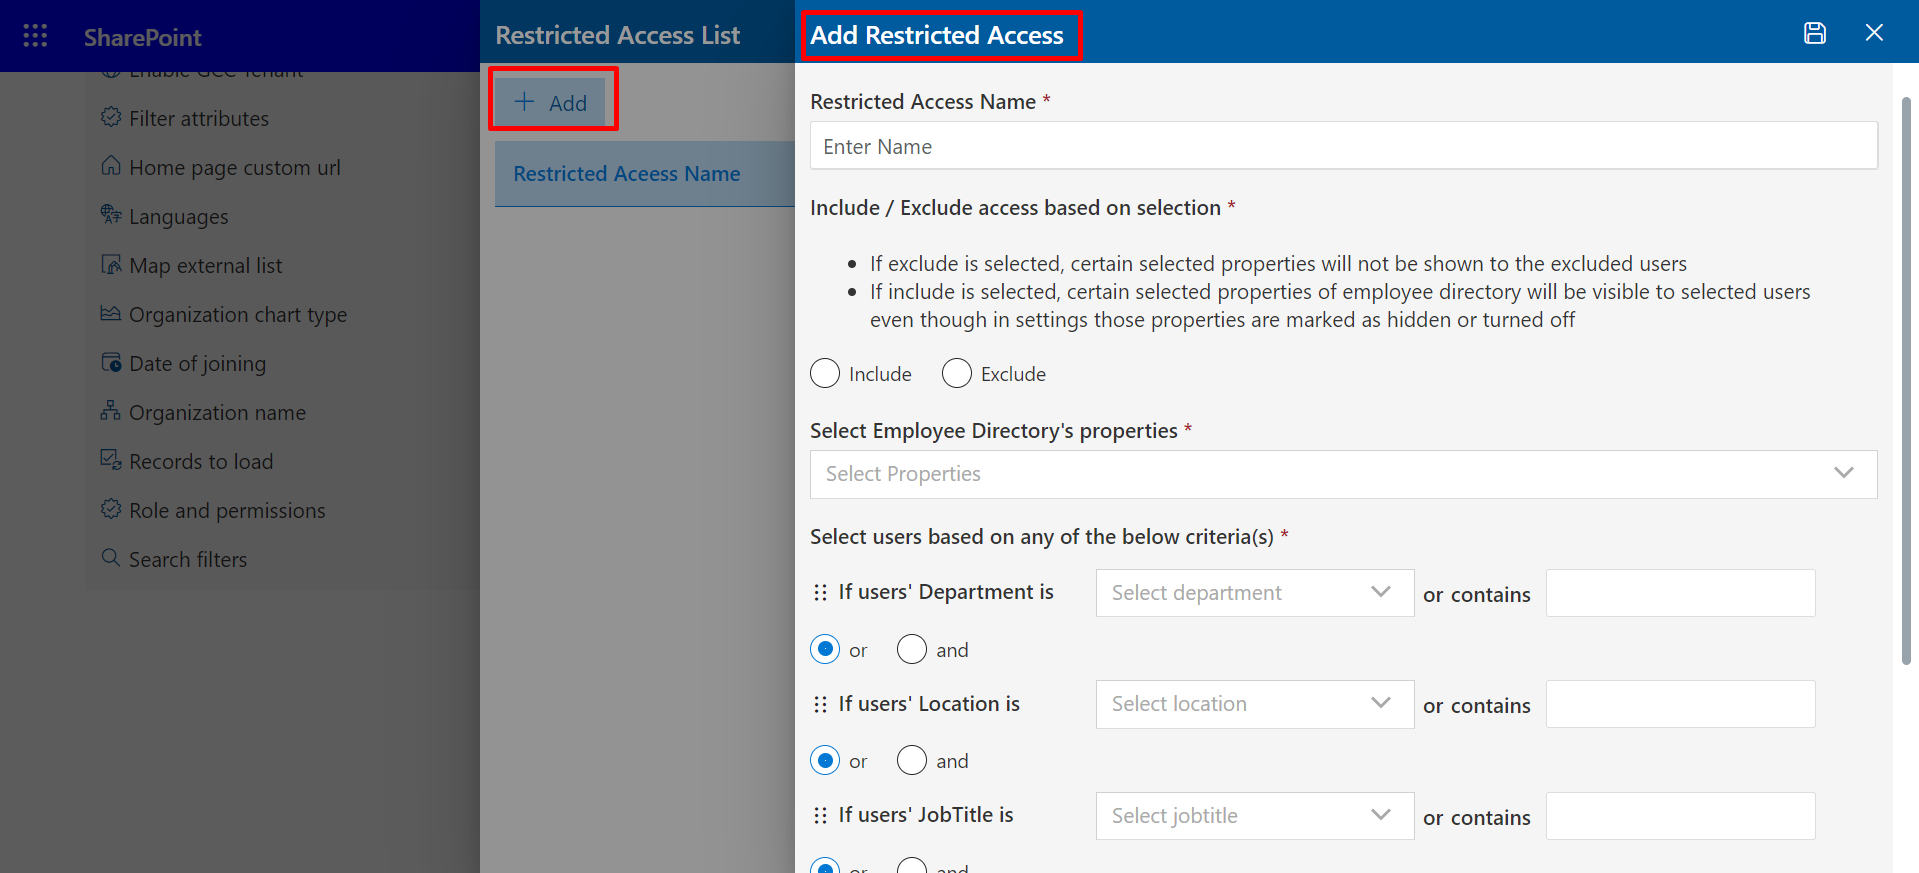 SharePoint
Enable GCC Tenant
Filter attributes
Home page custom url
Languages
Map external list
Organization chart type
Date of joining
Organization name
Records to load
Role and permissions
Search filters
Restricted Access List
Add
Restricted Aceess Name
Add Restricted Access
Restricted Access Name *
Enter Name
Include / Exclude access based on selection *
• If exclude is selected, certain selected properties will not be shown to the excluded users
• If include is selected, certain selected properties of employee directory will be visible to selected users
even though in settings those properties are marked as hidden or turned off
Include Exclude
Select Employee Directory's properties *
Select Properties
Select users based on any of the below criteria(s) *
If users' Department is Select department or contains
or and
If users' Location is Select location or contains
or and
If users' JobTitle is Select jobtitle or contains
or and